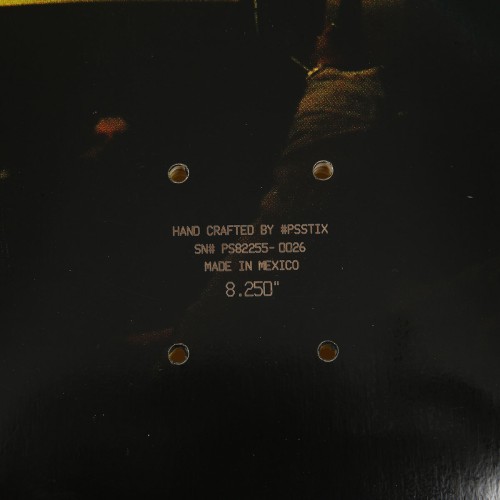 HAND CRAFTED BY #PSSTIX
SN# PS82255-0026
MADE IN MEXICO
8.250"